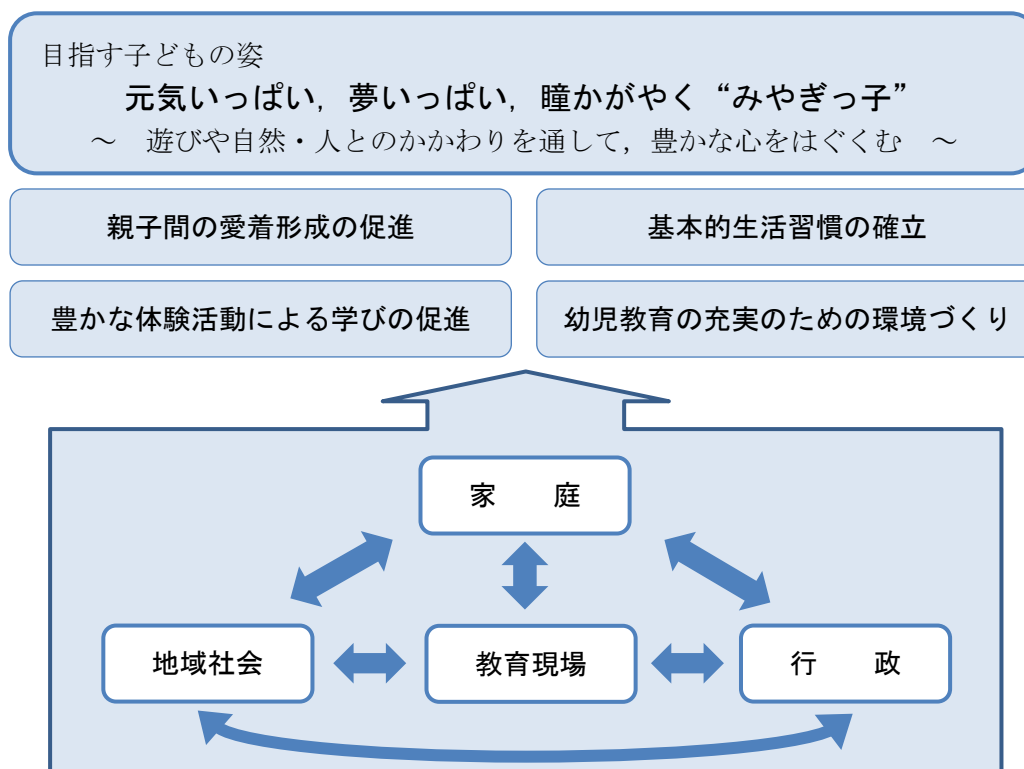 目指す子どもの姿
元気いっぱい，夢いっぱい，瞳かがやく“みやぎっ子”
～　遊びや自然・人とのかかわりを通して，豊かな心をはぐくむ　～
親子間の愛着形成の促進
基本的生活習慣の確立
豊かな体験活動による学びの促進
幼児教育の充実のための環境づくり
家　　庭
地域社会
教育現場
行　　政